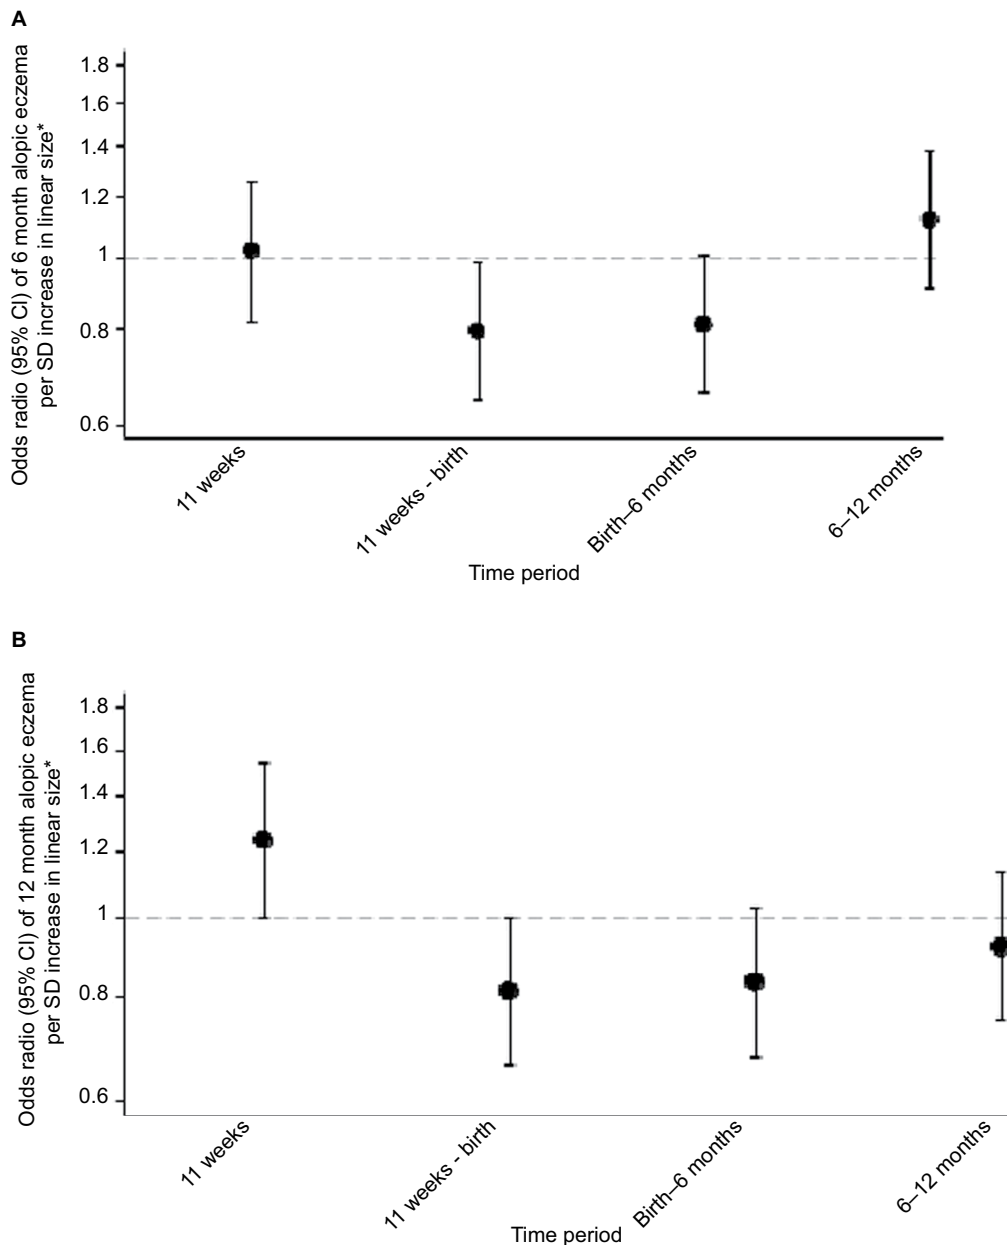 A
Odds radio (95% CI) of 6 month alopic eczema
per SD increase in linear size*
1.8
1.6
1.4
1.2
1
0.8
0.6
11 weeks
11 weeks - birth
Birth–6 months
6–12 months
Time period
B
Odds radio (95% CI) of 12 month alopic eczema
per SD increase in linear size*
1.8
1.6
1.4
1.2
1
0.8
0.6
11 weeks
11 weeks - birth
Birth–6 months
6–12 months
Time period